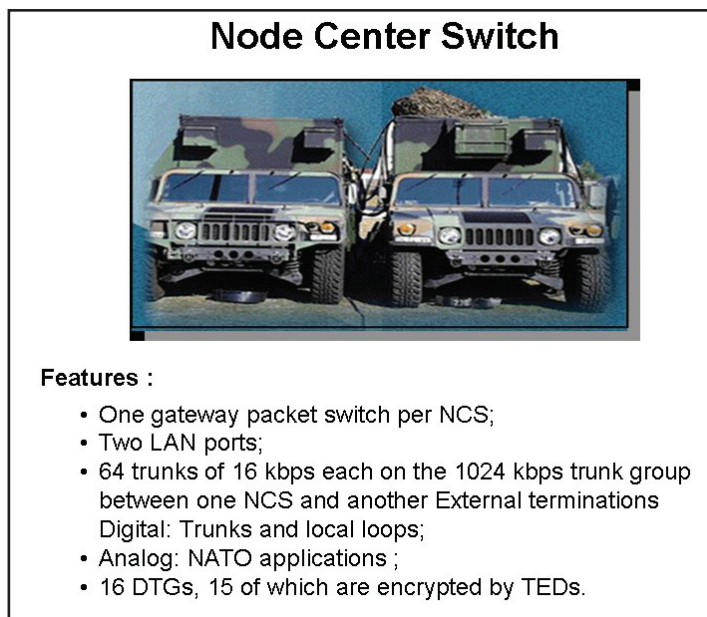 Node Center Switch
Features :
• One gateway packet switch per NCS;
• Two LAN ports;
• 64 trunks of 16 kbps each on the 1024 kbps trunk group
between one NCS and another External terminations
Digital: Trunks and local loops;
• Analog: NATO applications ;
• 16 DTGs, 15 of which are encrypted by TEDs.